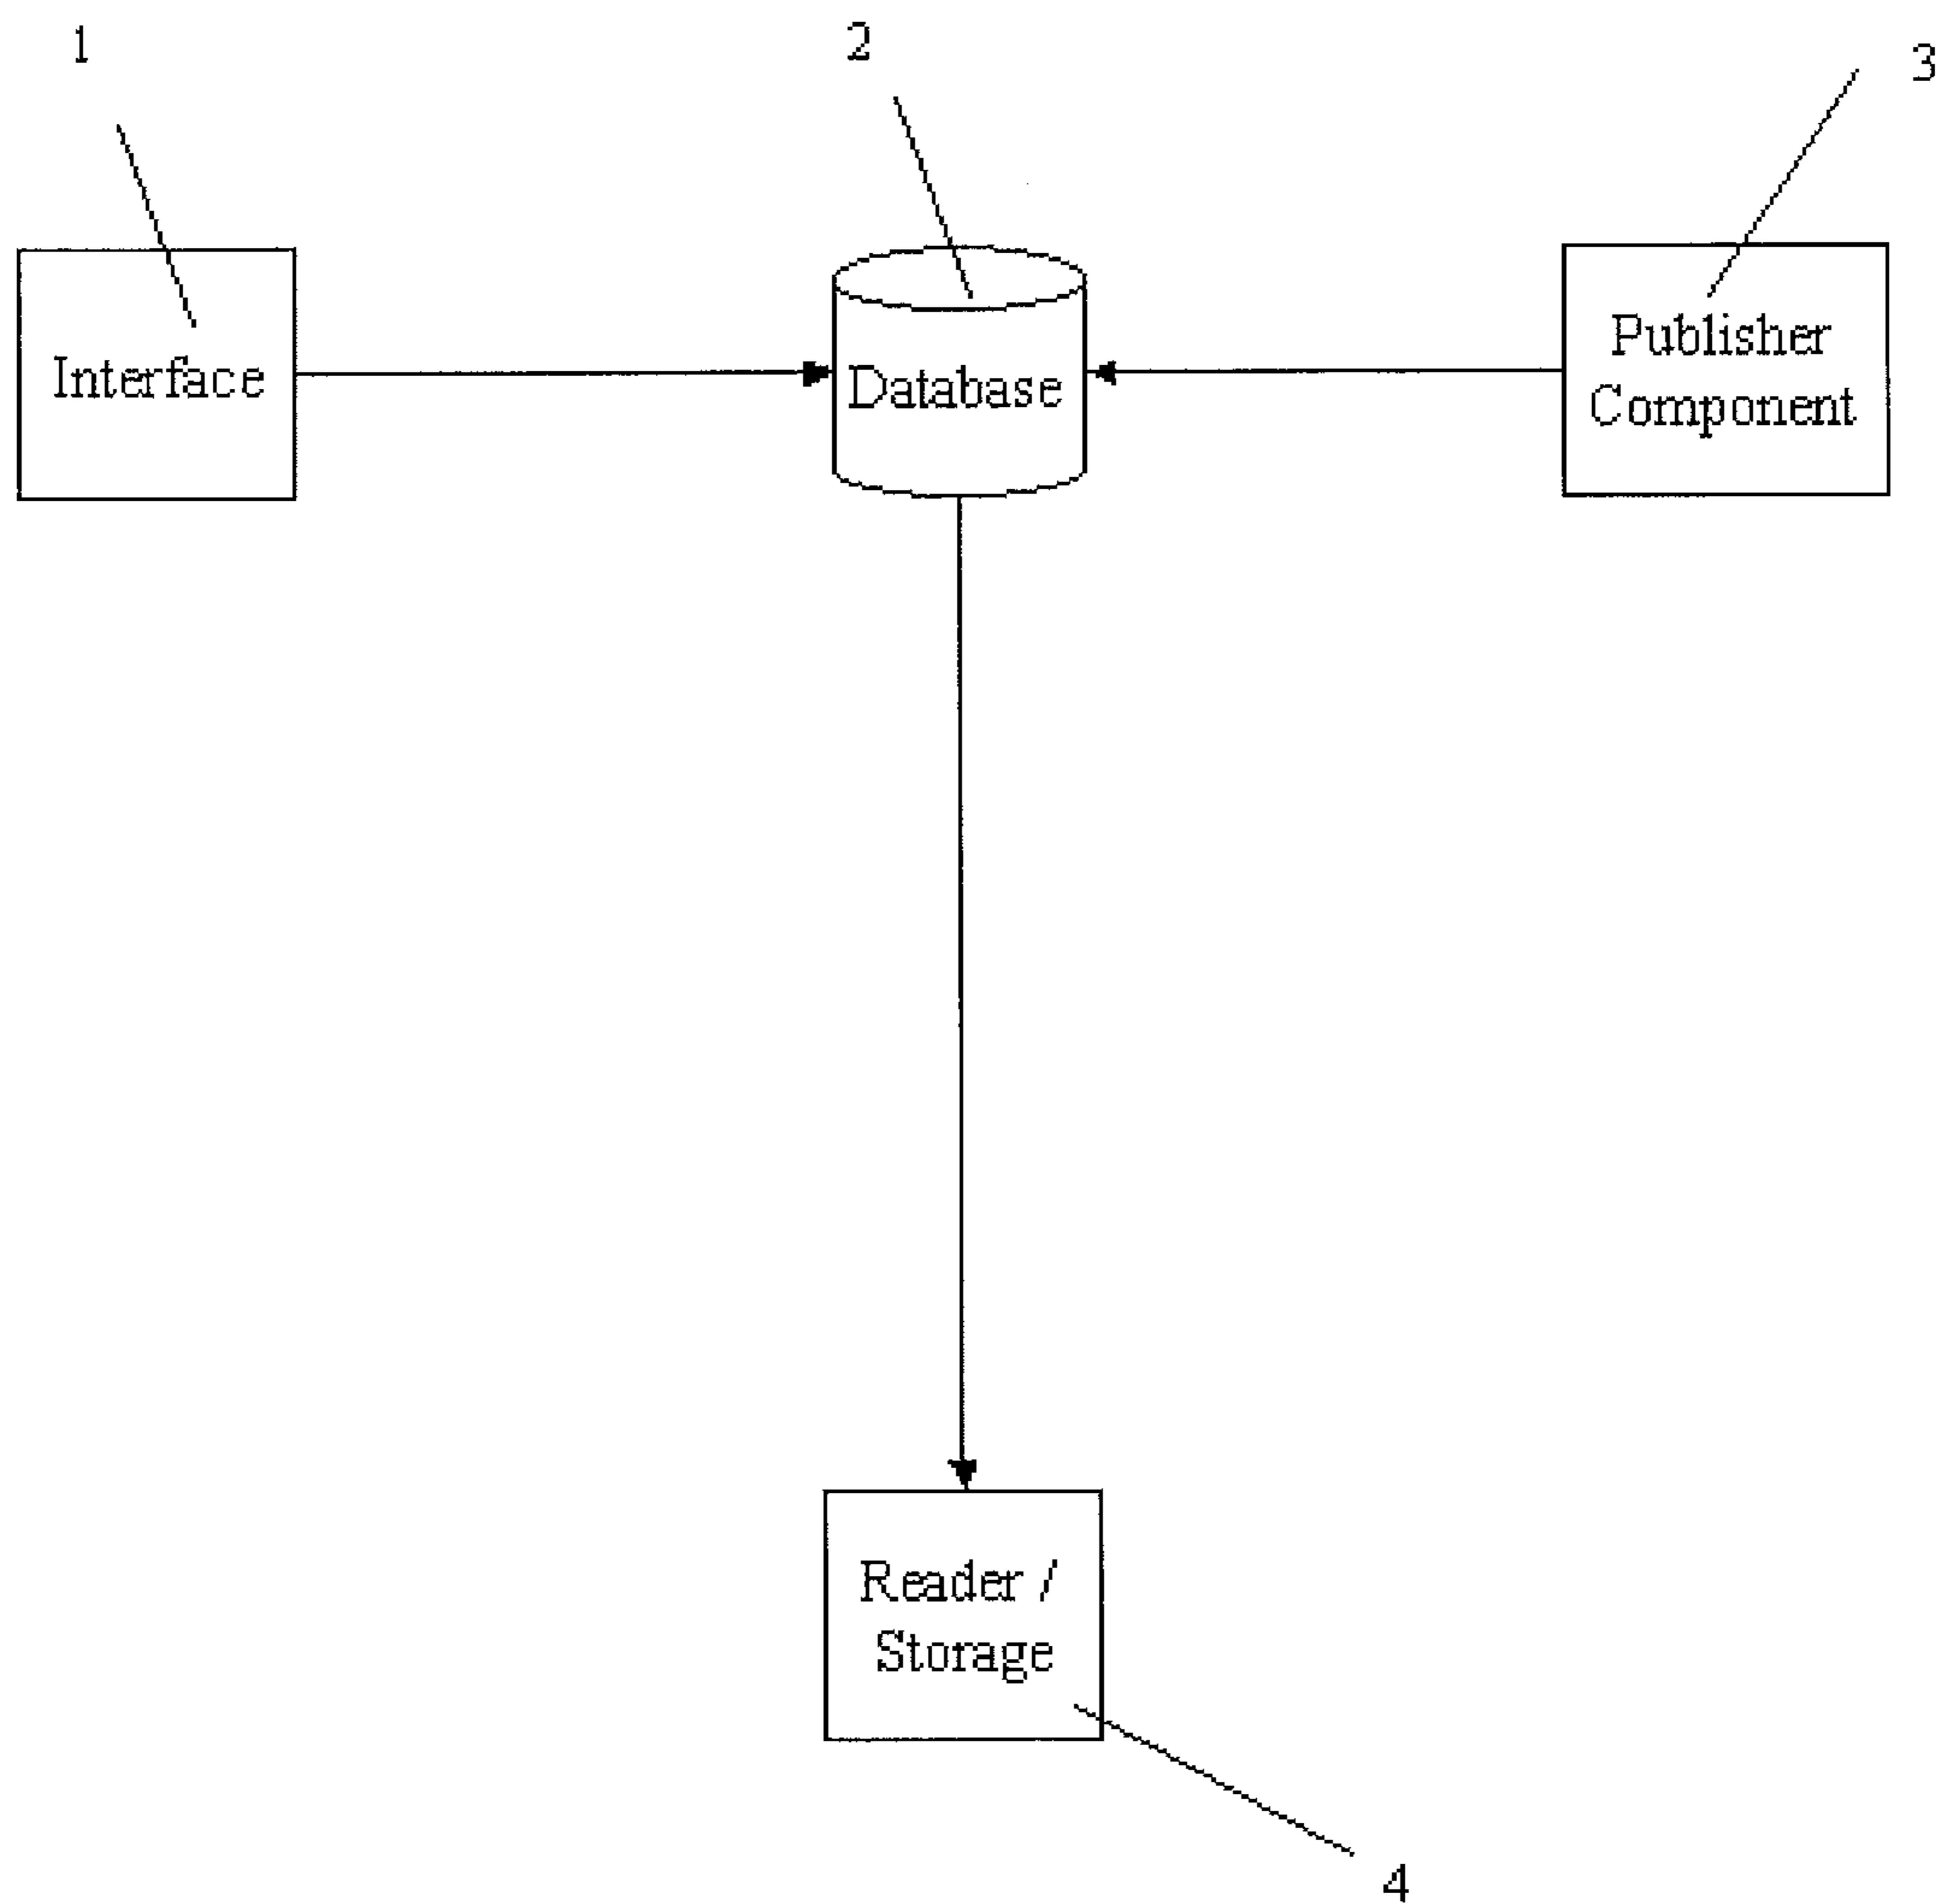 1
2
3
Interface
Database
Publisher
Component
Reader /
Storage
4